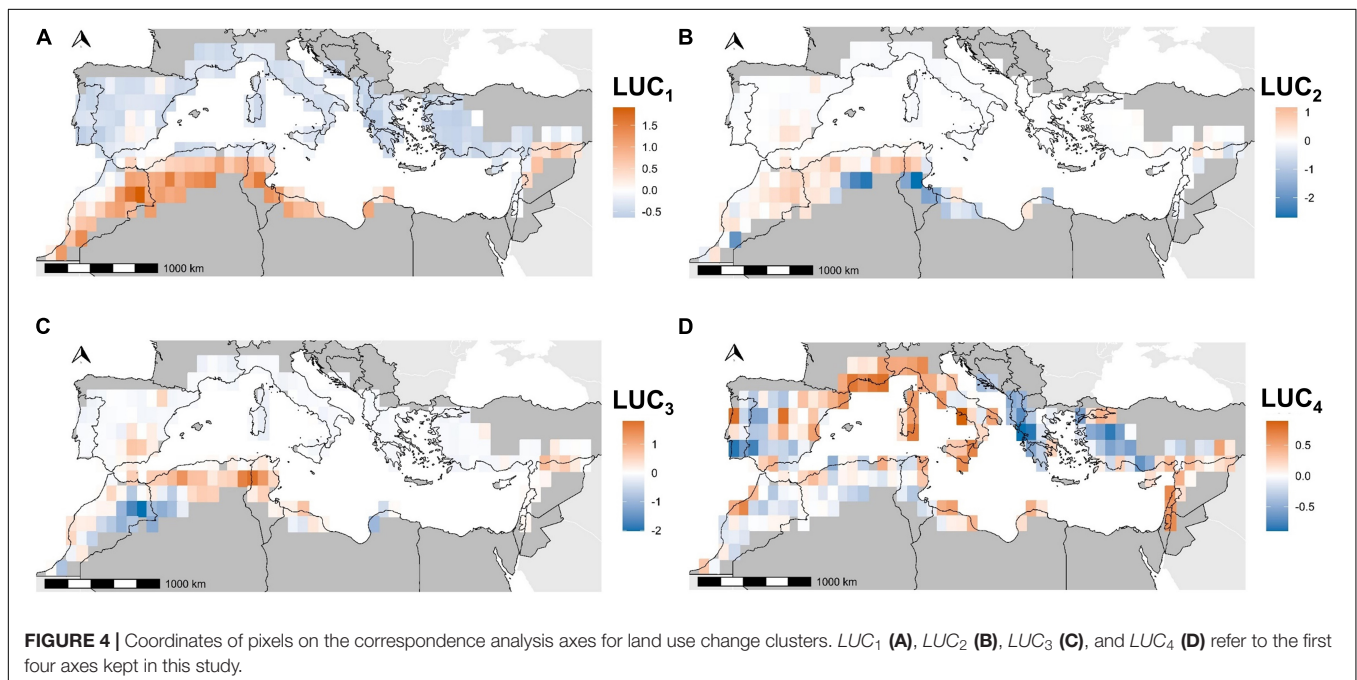 A
LUC1
1.5
1.0
0.5
0.0
-0.5
1000 km
B
LUC2
1
0
-1
-2
1000 km
C
LUC3
1
0
-1
-2
1000 km
D
LUC4
0.5
0.0
-0.5
1000 km
FIGURE 4 | Coordinates of pixels on the correspondence analysis axes for land use change clusters. LUC1 (A), LUC2 (B), LUC3 (C), and LUC4 (D) refer to the first
four axes kept in this study.